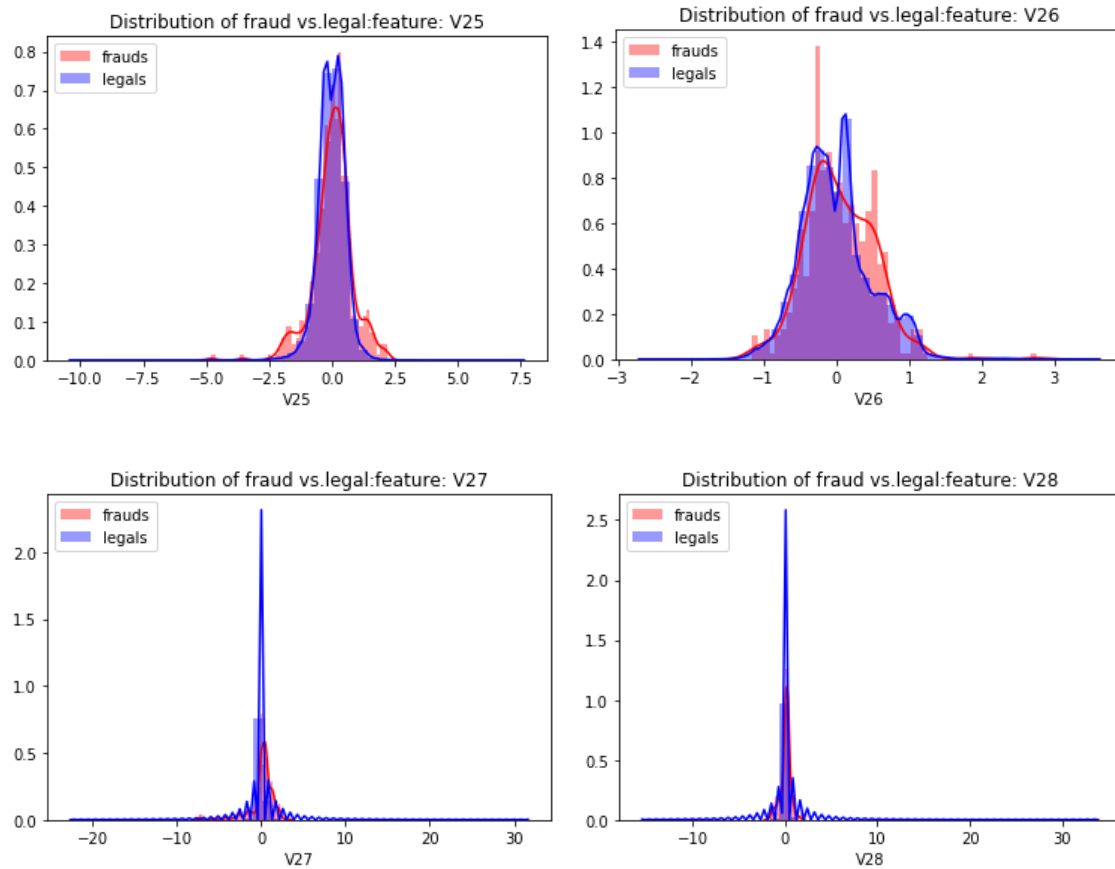 Distribution of fraud vs.legal:feature: V25
frauds
legals
0.8
0.7
0.6
0.5
0.4
0.3
0.2
0.1
0.0
−10.0 −7.5 −5.0 −2.5 0.0 2.5 5.0 7.5
V25
Distribution of fraud vs.legal:feature: V26
frauds
legals
1.4
1.2
1.0
0.8
0.6
0.4
0.2
0.0
−3 −2 −1 0 1 2 3
V26
Distribution of fraud vs.legal:feature: V27
frauds
legals
2.0
1.5
1.0
0.5
0.0
−20 −10 0 10 20 30
V27
Distribution of fraud vs.legal:feature: V28
frauds
legals
2.5
2.0
1.5
1.0
0.5
0.0
−10 0 10 20 30
V28